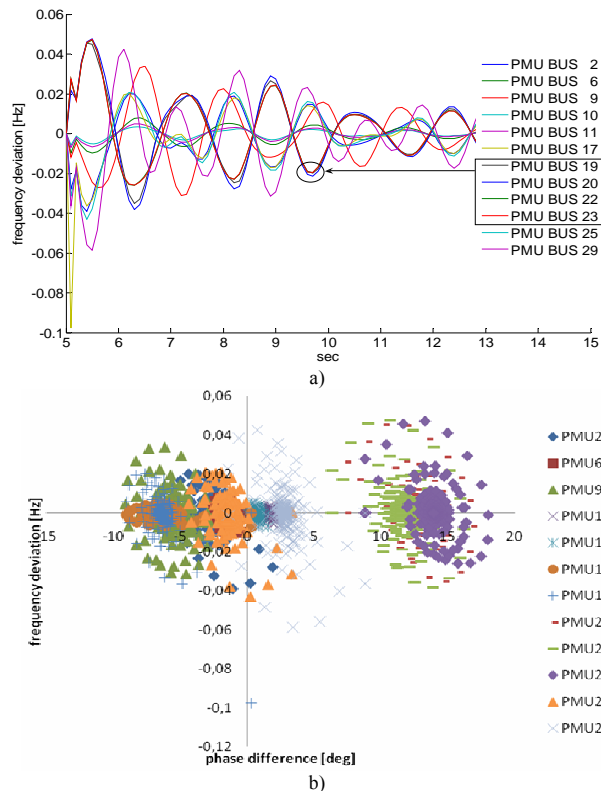 0.06
0.04
0.02
0
-0.02
-0.04
-0.06
-0.08
-0.1
frequency deviation [Hz]
5 6 7 8 9 10 11 12 13 14 15
sec
PMU BUS 2
PMU BUS 6
PMU BUS 9
PMU BUS 10
PMU BUS 11
PMU BUS 17
PMU BUS 19
PMU BUS 20
PMU BUS 22
PMU BUS 23
PMU BUS 25
PMU BUS 29
a)
0,06
0,04
0,02
0
-0,02
-0,04
-0,06
-0,08
-0,1
-0,12
frequency deviation [Hz]
-15 -10 -5 0 5 10 15 20
phase difference [deg]
PMU2
PMU6
PMU9
PMU1
PMU1
PMU1
PMU1
PMU2
PMU2
PMU2
PMU2
PMU2
b)